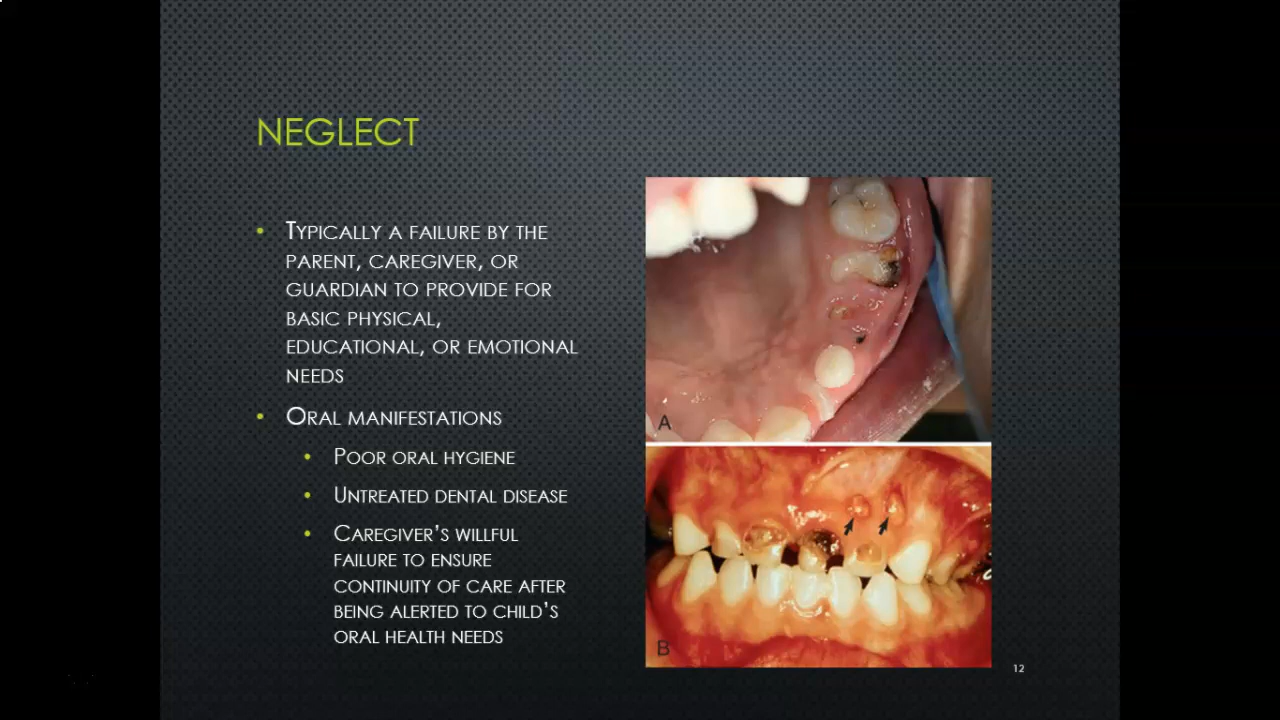 NEGLECT
• TYPICALLY A FAILURE BY THE
PARENT, CAREGIVER, OR
GUARDIAN TO PROVIDE FOR
BASIC PHYSICAL,
EDUCATIONAL, OR EMOTIONAL
NEEDS
• ORAL MANIFESTATIONS
• POOR ORAL HYGIENE
• UNTREATED DENTAL DISEASE
• CAREGIVER'S WILLFUL
FAILURE TO ENSURE
CONTINUITY OF CARE AFTER
BEING ALERTED TO CHILD'S
ORAL HEALTH NEEDS
A
B
12